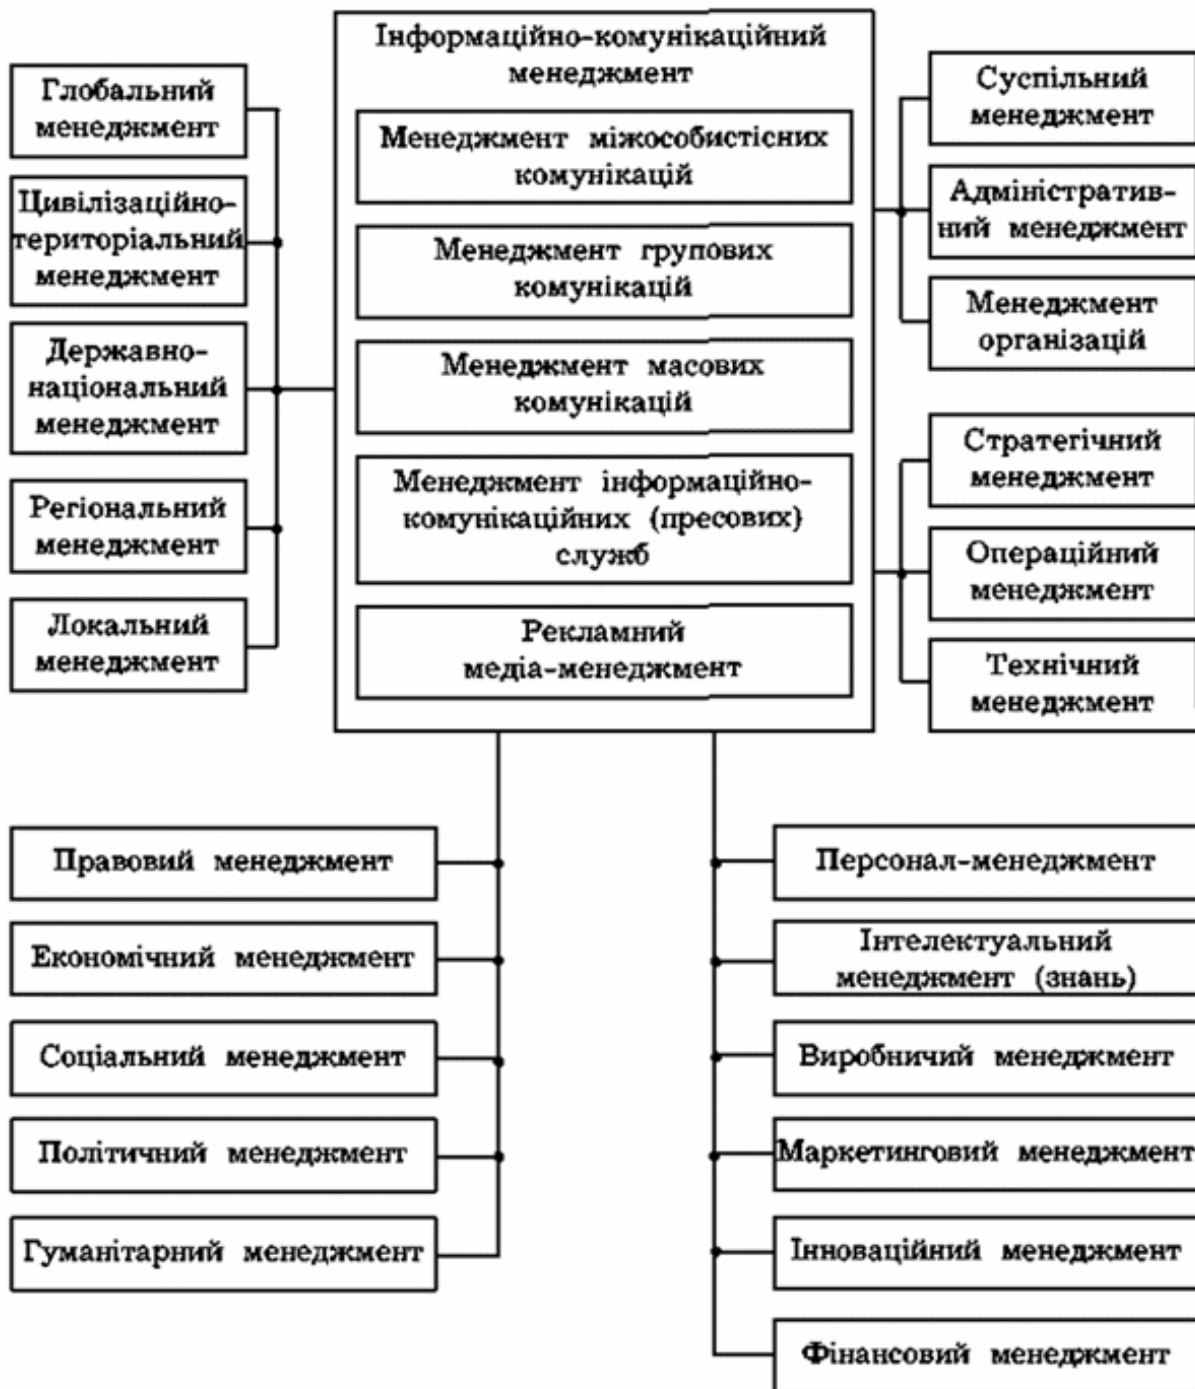 Інформаційно-комунікаційний
менеджмент
Менеджмент міжособистісних
комунікацій
Менеджмент групових
комунікацій
Менеджмент масових
комунікацій
Менеджмент інформаційно-
комунікаційних (пресових)
служб
Рекламний
медіа-менеджмент
Глобальний
менеджмент
Цивілізаційно-
територіальний
менеджмент
Державно-
національний
менеджмент
Регіональний
менеджмент
Локальний
менеджмент
Суспільний
менеджмент
Адміністратив-
ний менеджмент
Менеджмент
організацій
Стратегічний
менеджмент
Операційний
менеджмент
Технічний
менеджмент
Правовий менеджмент
Економічний менеджмент
Соціальний менеджмент
Політичний менеджмент
Гуманітарний менеджмент
Персонал-менеджмент
Інтелектуальний
менеджмент (знань)
Виробничий менеджмент
Маркетинговий менеджмент
Інноваційний менеджмент
Фінансовий менеджмент